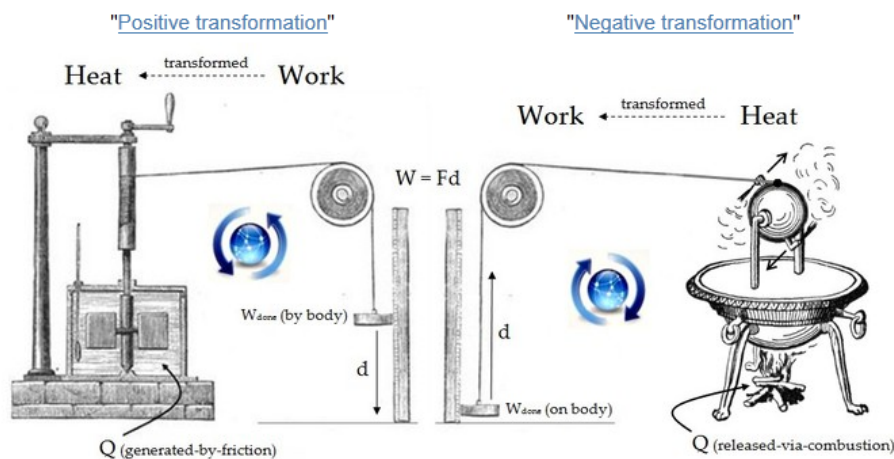 "Positive transformation"
"Negative transformation"
Heat transformed Work
Work transformed Heat
W = Fd
Wdone (by body)
d
d
Wdone (on body)
Q (generated-by-friction)
Q (released-via-combustion)